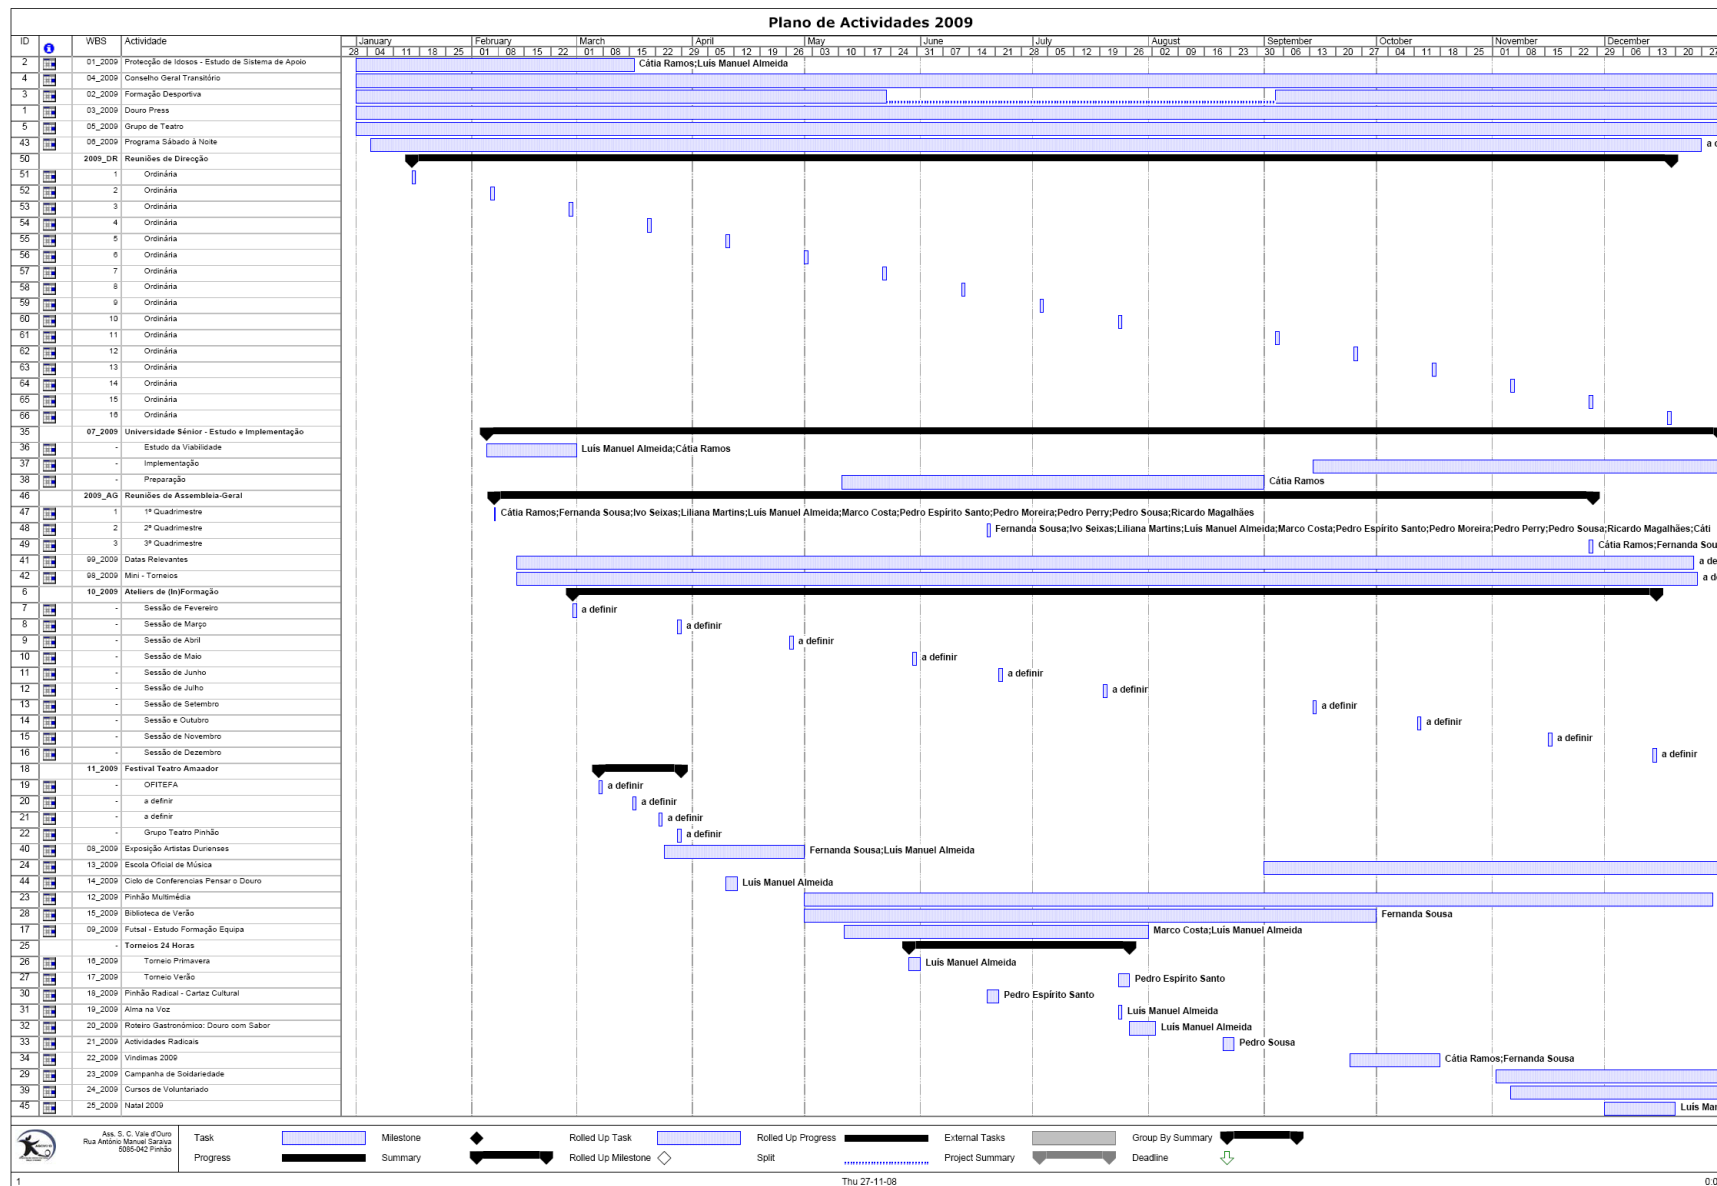 Plano de Actividades 2009
ID WBS Actividade January February March April May June July August September October November December
28 04 11 18 25 01 08 15 22 01 08 15 22 29 05 12 19 26 03 10 17 24 31 07 14 21 28 05 12 19 26 02 09 16 23 30 06 13 20 27 04 11 18 25 01 08 15 22 29 06 13 20 27
2 01_2009 Protecção de Idosos - Estudo de Sistema de Apoio Cátia Ramos;Luís Manuel Almeida
4 04_2009 Conselho Geral Transitório
3 02_2009 Formação Desportiva
1 03_2009 Douro Press
5 05_2009 Grupo de Teatro
43 06_2009 Programa Sábado à Noite
50 2009_DR Reuniões de Direcção
51 1 Ordinária
52 2 Ordinária
53 3 Ordinária
54 4 Ordinária
55 5 Ordinária
56 6 Ordinária
57 7 Ordinária
58 8 Ordinária
59 9 Ordinária
60 10 Ordinária
61 11 Ordinária
62 12 Ordinária
63 13 Ordinária
64 14 Ordinária
65 15 Ordinária
66 16 Ordinária
35 07_2009 Universidade Sénior - Estudo e Implementação
36 - Estudo da Viabilidade Luís Manuel Almeida;Cátia Ramos
37 - Implementação
38 - Preparação Cátia Ramos
46 2009_AG Reuniões de Assembleia-Geral
47 1 1º Quadrimestre Cátia Ramos;Fernanda Sousa;Ivo Seixas;Liliana Martins;Luís Manuel Almeida;Marco Costa;Pedro Espírito Santo;Pedro Moreira;Pedro Perry;Pedro Sousa;Ricardo Magalhães
48 2 2º Quadrimestre Fernanda Sousa;Ivo Seixas;Liliana Martins;Luís Manuel Almeida;Marco Costa;Pedro Espírito Santo;Pedro Moreira;Pedro Perry;Pedro Sousa;Ricardo Magalhães;Cáti
49 3 3º Quadrimestre Cátia Ramos;Fernanda Sou
41 99_2009 Datas Relevantes a de
42 98_2009 Mini - Torneios a d
6 10_2009 Ateliers de (In)Formação
7 - Sessão de Fevereiro a definir
8 - Sessão de Março a definir
9 - Sessão de Abril a definir
10 - Sessão de Maio a definir
11 - Sessão de Junho a definir
12 - Sessão de Julho a definir
13 - Sessão de Setembro a definir
14 - Sessão e Outubro a definir
15 - Sessão de Novembro a definir
16 - Sessão de Dezembro a definir
18 11_2009 Festival Teatro Amaador
19 - OFITEFA a definir
20 - a definir a definir
21 - a definir a definir
22 - Grupo Teatro Pinhão a definir
40 08_2009 Exposição Artistas Durienses Fernanda Sousa;Luís Manuel Almeida
24 13_2009 Escola Oficial de Música
44 14_2009 Ciclo de Conferencias Pensar o Douro Luís Manuel Almeida
23 12_2009 Pinhão Multimédia
28 15_2009 Biblioteca de Verão Fernanda Sousa
17 09_2009 Futsal - Estudo Formação Equipa Marco Costa;Luís Manuel Almeida
25 - Torneios 24 Horas
26 16_2009 Torneio Primavera Luís Manuel Almeida
27 17_2009 Torneio Verão Pedro Espírito Santo
30 18_2009 Pinhão Radical - Cartaz Cultural Pedro Espírito Santo
31 19_2009 Alma na Voz Luís Manuel Almeida
32 20_2009 Roteiro Gastronómico: Douro com Sabor Luís Manuel Almeida
33 21_2009 Actividades Radicais Pedro Sousa
34 22_2009 Vindimas 2009 Cátia Ramos;Fernanda Sousa
29 23_2009 Campanha de Soidariedade
39 24_2009 Cursos de Voluntariado
45 25_2009 Natal 2009 Luís Mar
Ass. S. C. Vale d'Ouro
Rua António Manuel Saraiva
5085-042 Pinhão
Task Milestone Rolled Up Task Rolled Up Progress External Tasks Group By Summary
Progress Summary Rolled Up Milestone Split Project Summary Deadline
1 Thu 27-11-08 0:0